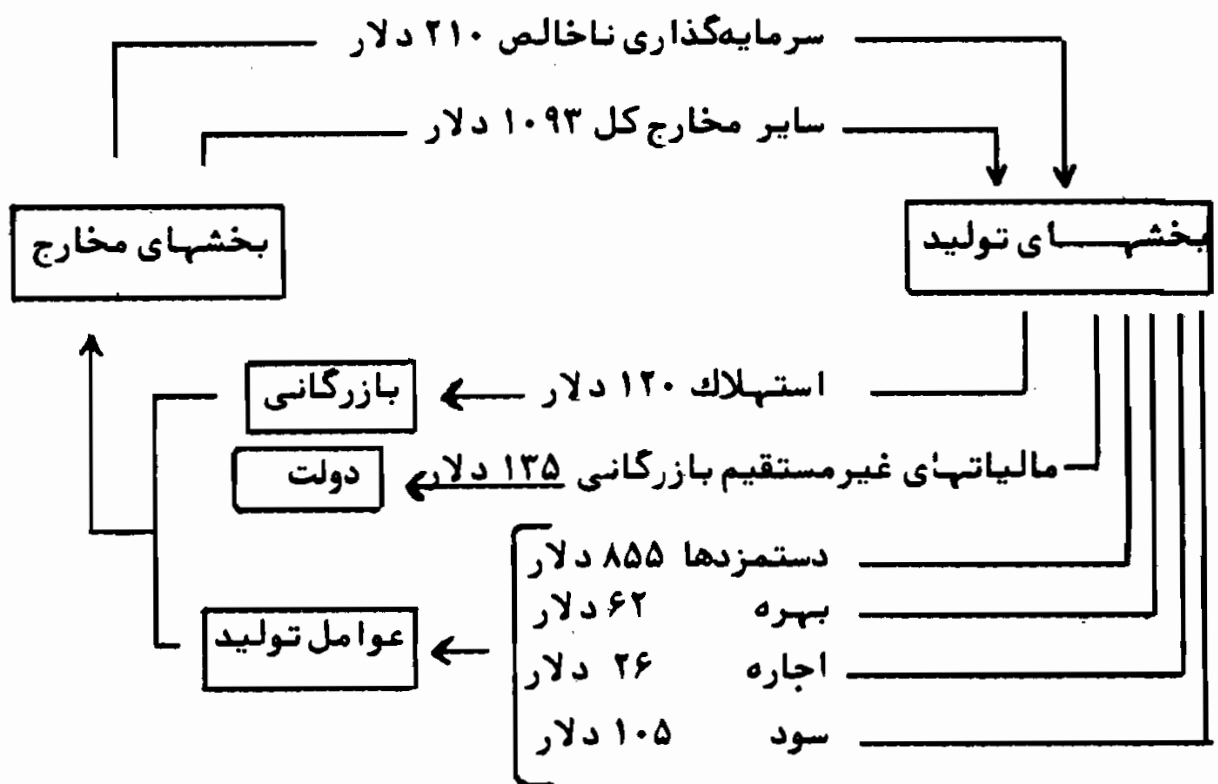 سرمایه‌گذاری ناخالص ۲۱۰ دلار
سایر مخارج کل ۱۰۹۳ دلار
بخشهای تولید
بخشهای مخارج
استهلاك ۱۲۰ دلار
بازرگانی
مالیاتهای غیرمستقیم بازرگانی ۱۳۵ دلار
دولت
دستمزدها ۸۵۵ دلار
بهره ۶۲ دلار
عوامل تولید
اجاره ۲۶ دلار
سود ۱۰۵ دلار